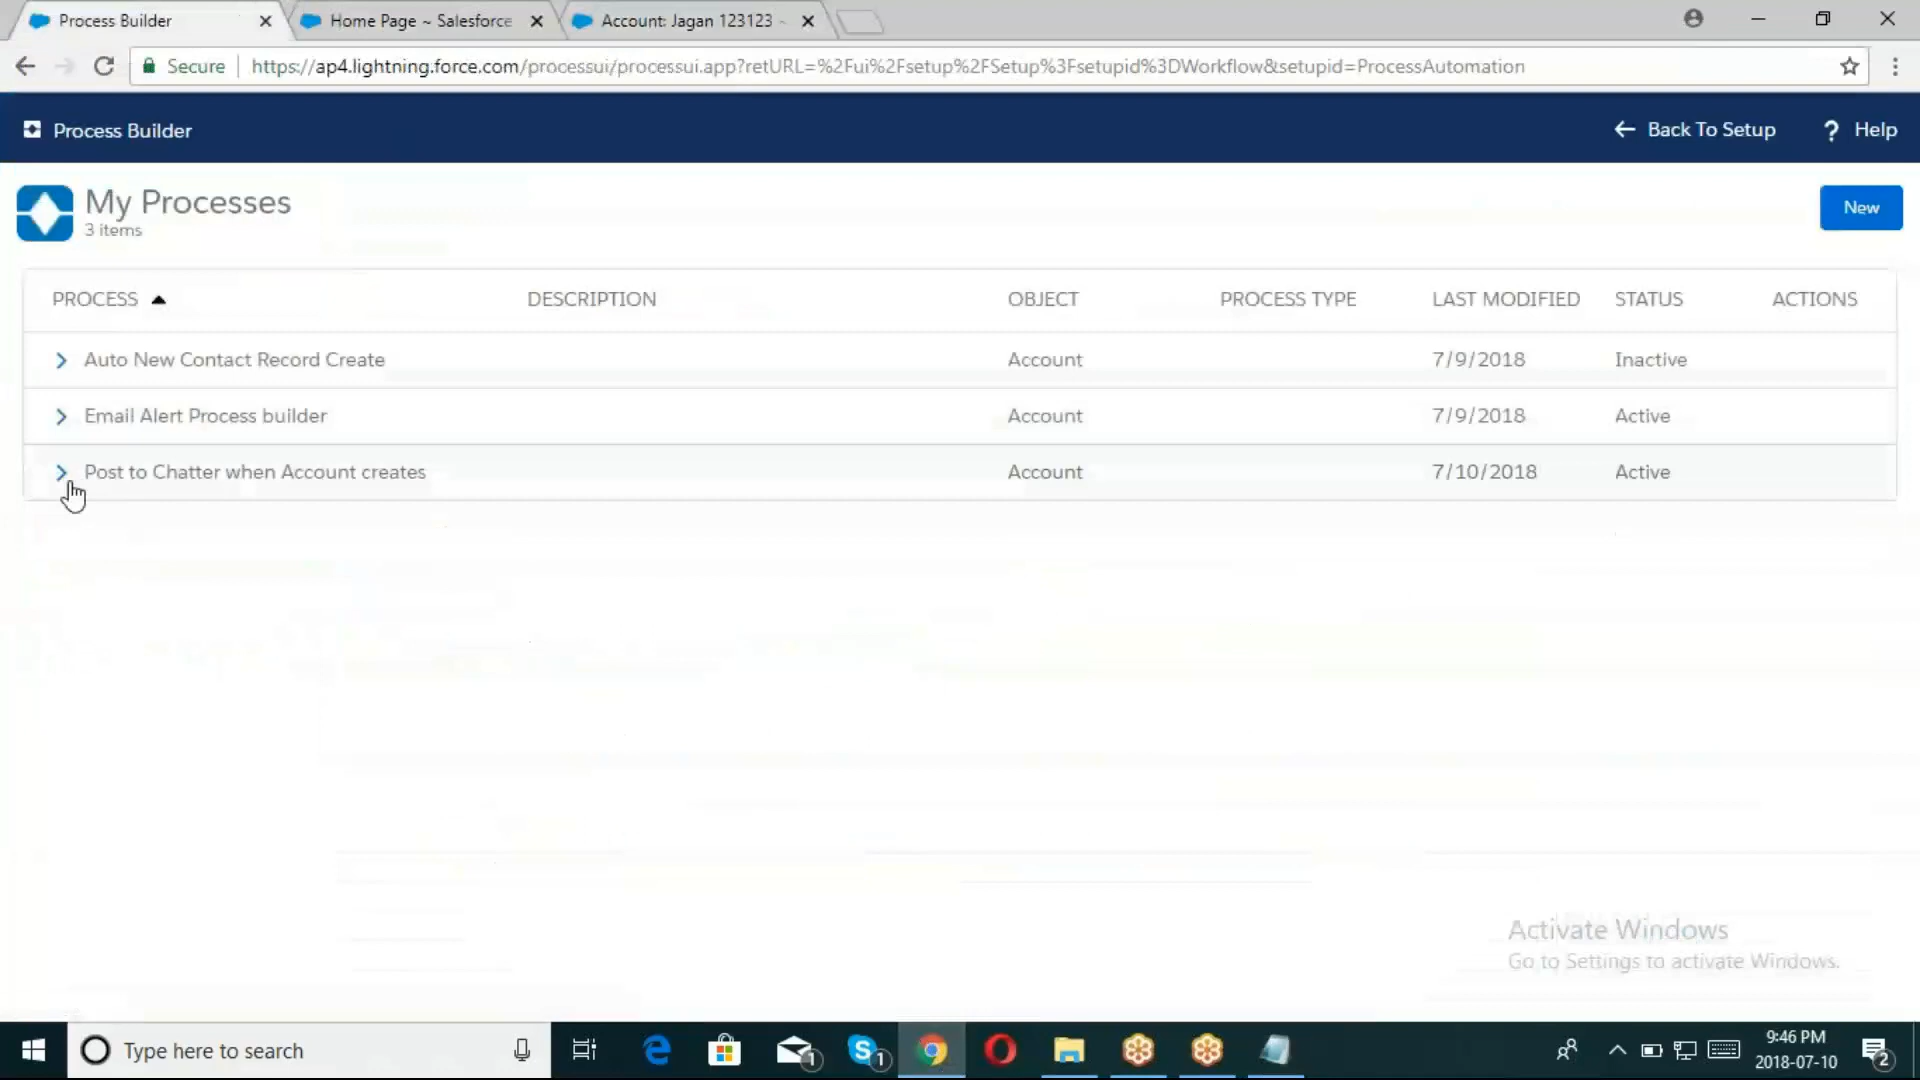 Process Builder
Home Page ~ Salesforce
Account: Jagan 123123 ~
Secure
https://ap4.lightning.force.com/processui/processui.app?retURL=%2Fui%2Fsetup%2FSetup%3Fsetupid%3DWorkflow&setupid=ProcessAutomation
Process Builder
Back To Setup
? Help
My Processes
3 items
New
PROCESS DESCRIPTION OBJECT PROCESS TYPE LAST MODIFIED STATUS ACTIONS
Auto New Contact Record Create Account 7/9/2018 Inactive
Email Alert Process builder Account 7/9/2018 Active
Post to Chatter when Account creates Account 7/10/2018 Active
Activate Windows
Go to Settings to activate Windows.
Type here to search
1
1
9:46 PM
2018-07-10
2